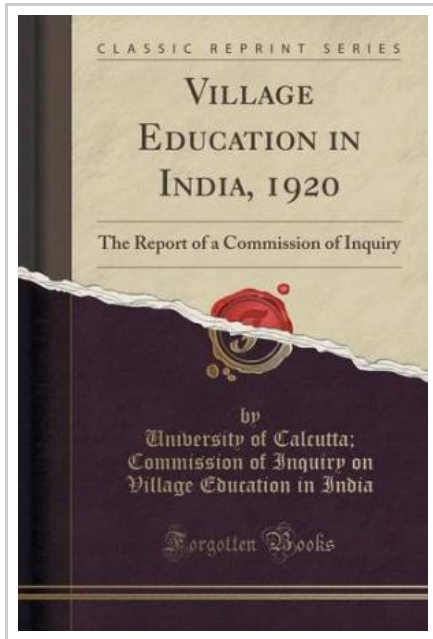 CLASSIC REPRINT SERIES
VILLAGE
EDUCATION IN
INDIA, 1920
The Report of a Commission of Inquiry
by
University of Calcutta;
Commission of Inquiry on
Village Education in India
Forgotten Books